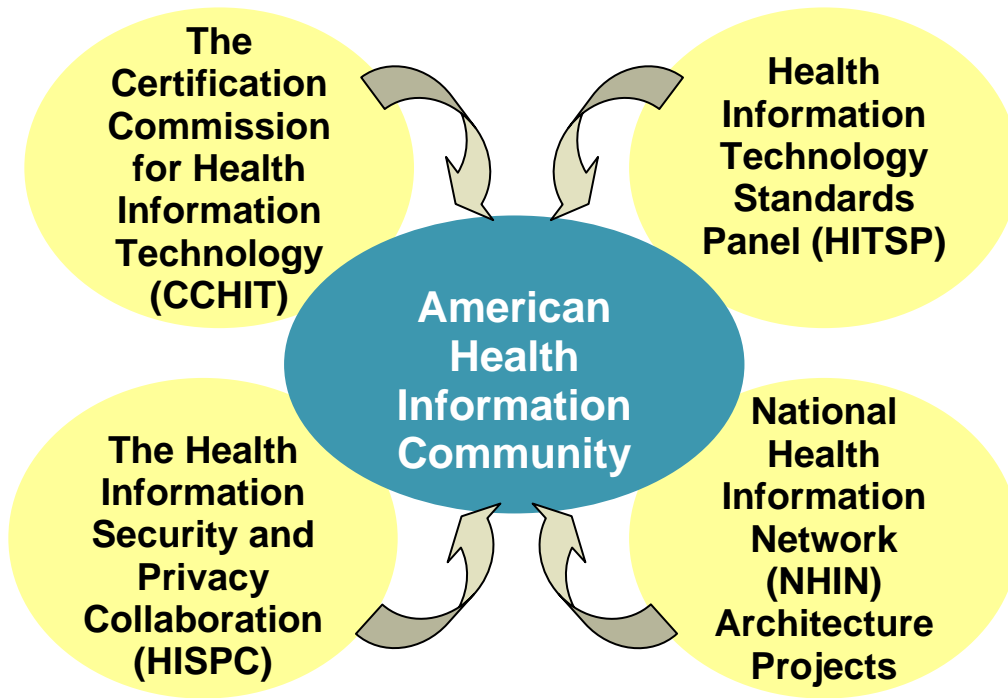 The
Certification
Commission
for Health
Information
Technology
(CCHIT)
Health
Information
Technology
Standards
Panel (HITSP)
American
Health
Information
Community
The Health
Information
Security and
Privacy
Collaboration
(HISPC)
National
Health
Information
Network
(NHIN)
Architecture
Projects